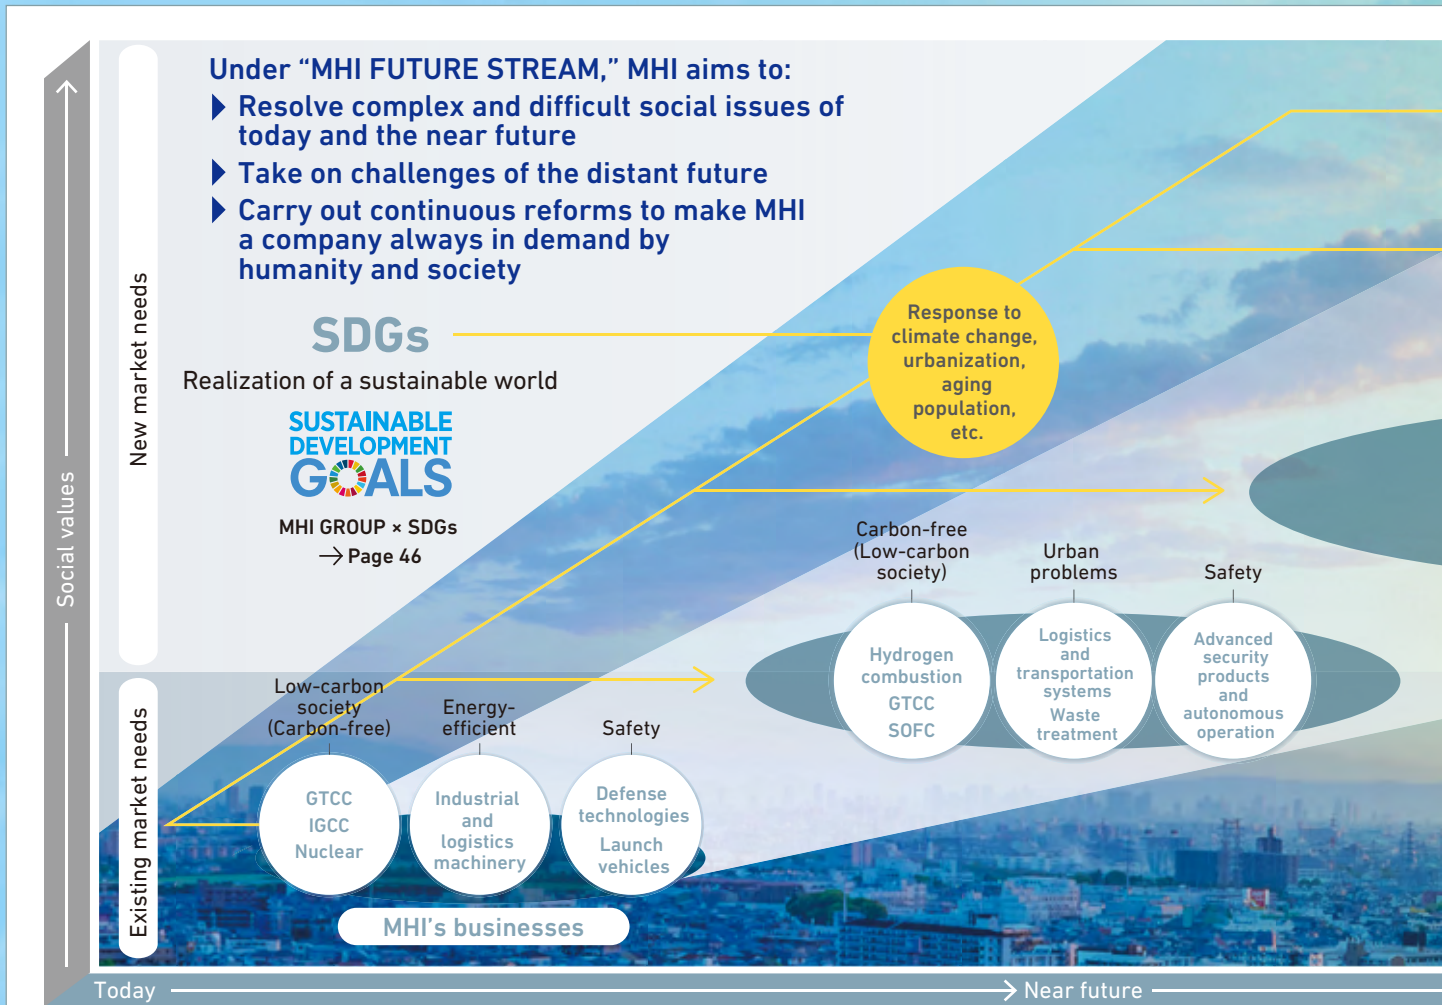 Under “MHI FUTURE STREAM,” MHI aims to:
Resolve complex and difficult social issues of
today and the near future
Take on challenges of the distant future
Carry out continuous reforms to make MHI
a company always in demand by
humanity and society
SDGs
Realization of a sustainable world
SUSTAINABLE
DEVELOPMENT
GOALS
MHI GROUP × SDGs
→ Page 46
Social values
New market needs
Existing market needs
Response to
climate change,
urbanization,
aging
population,
etc.
Carbon-free
(Low-carbon
society)
Hydrogen
combustion
GTCC
SOFC
Urban
problems
Logistics
and
transportation
systems
Waste
treatment
Safety
Advanced
security
products
and
autonomous
operation
Low-carbon
society
(Carbon-free)
GTCC
IGCC
Nuclear
Energy-
efficient
Industrial
and
logistics
machinery
Safety
Defense
technologies
Launch
vehicles
MHI’s businesses
Today
Near future